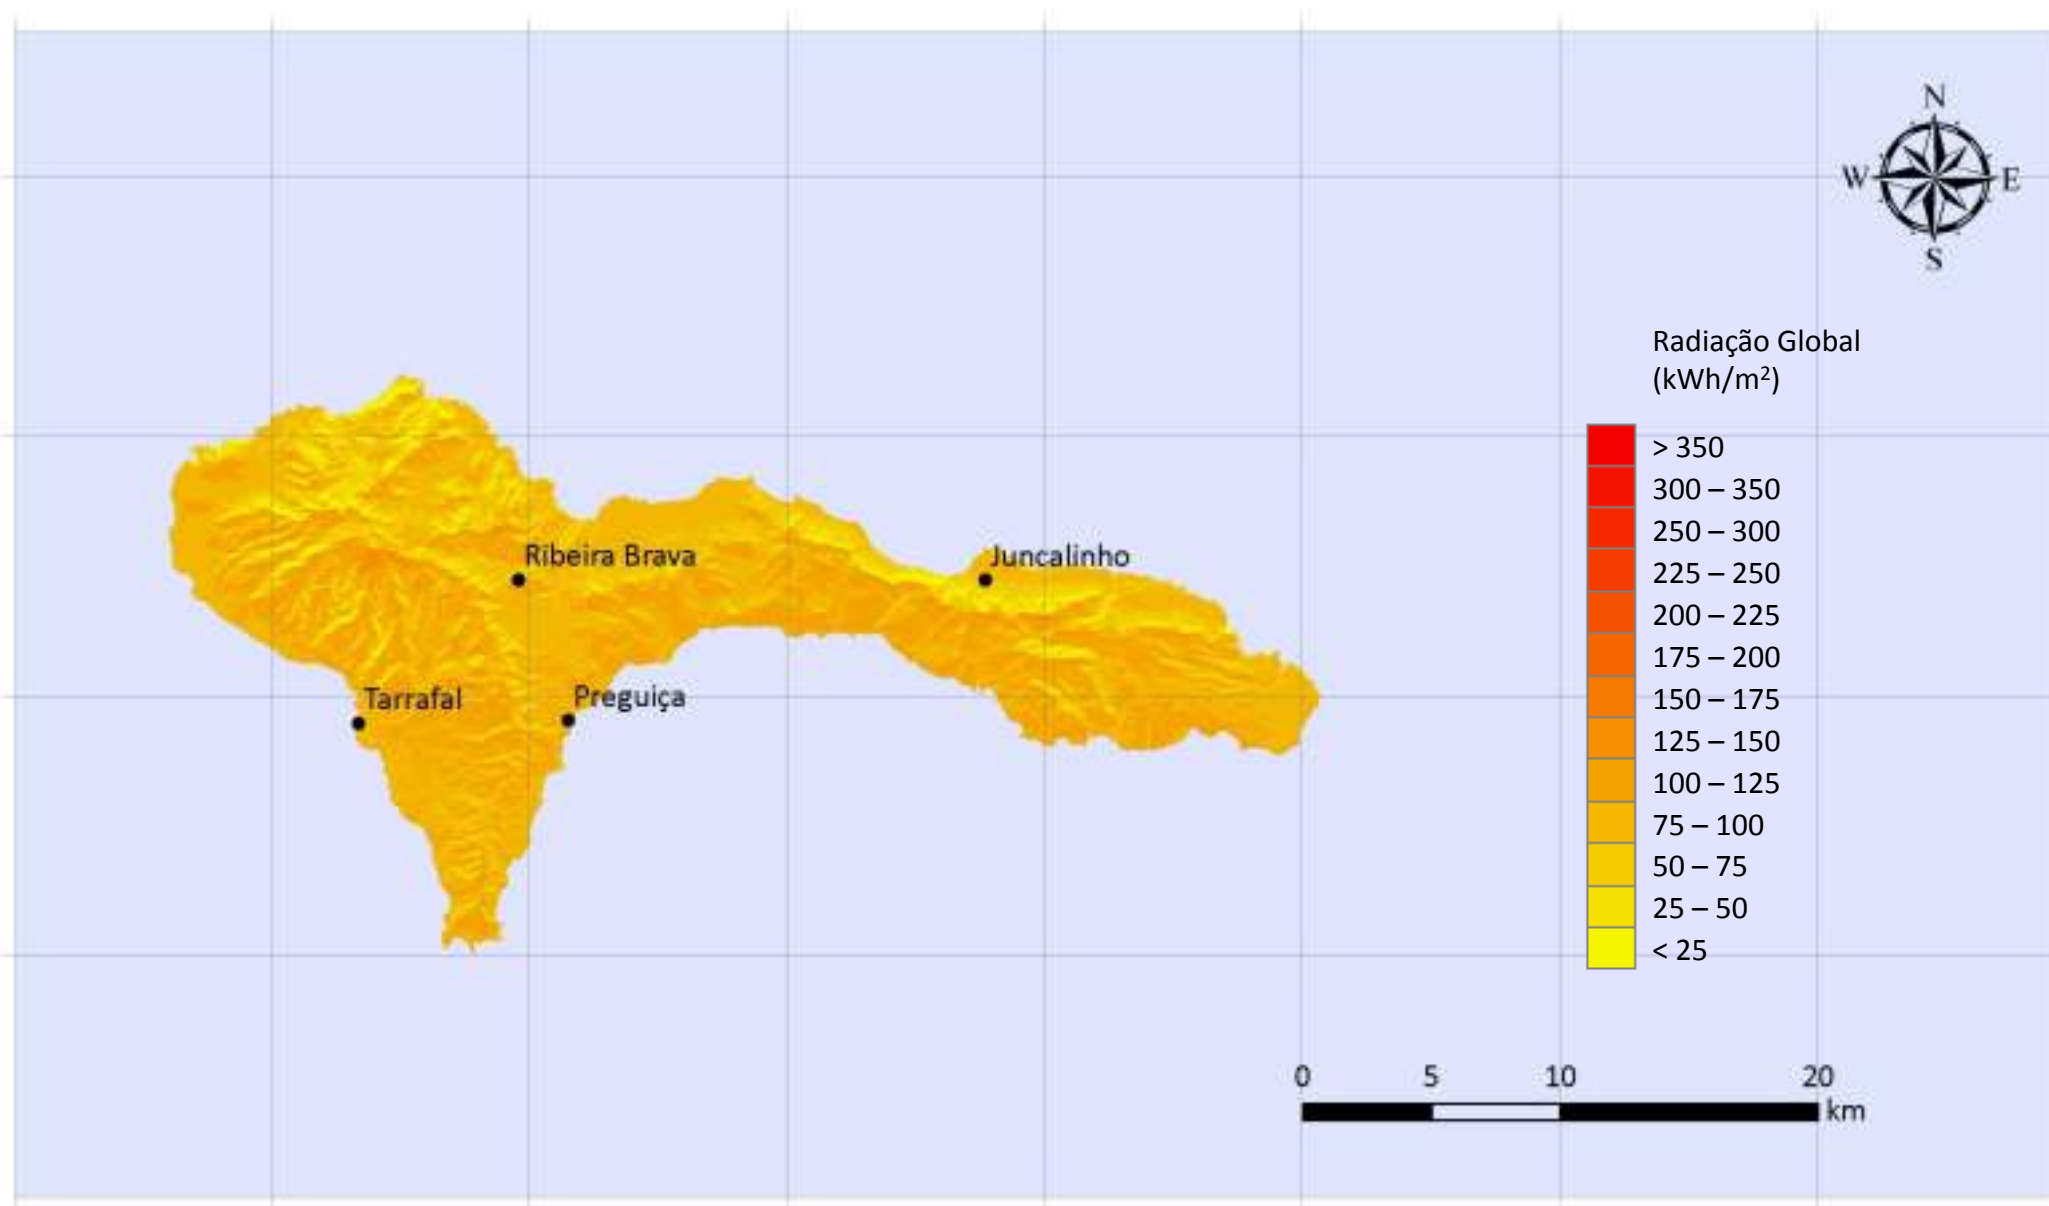 N
W E
S
Radiação Global
(kWh/m²)
> 350
300 – 350
250 – 300
225 – 250
200 – 225
175 – 200
150 – 175
125 – 150
100 – 125
75 – 100
50 – 75
25 – 50
< 25
Ribeira Brava
Juncalinho
Tarrafal
Preguiça
0 5 10 20
km